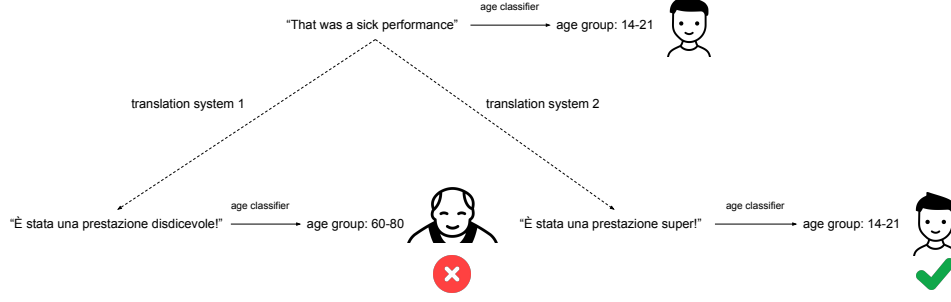 age classifier
“That was a sick performance”
age group: 14-21
translation system 1
translation system 2
“È stata una prestazione disdicevole!”
age classifier
age group: 60-80
“È stata una prestazione super!”
age classifier
age group: 14-21